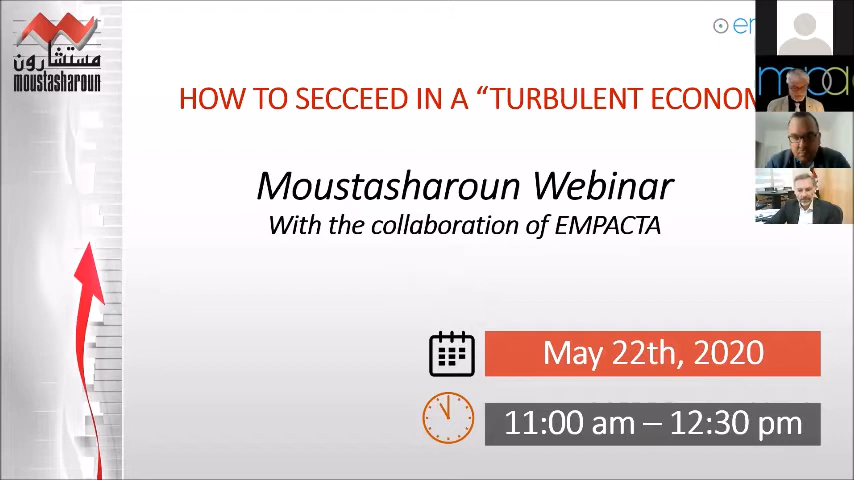 مستشارون
moustasharoun
HOW TO SECCEED IN A “TURBULENT ECONOM
Moustasharoun Webinar
With the collaboration of EMPACTA
May 22th, 2020
11:00 am – 12:30 pm